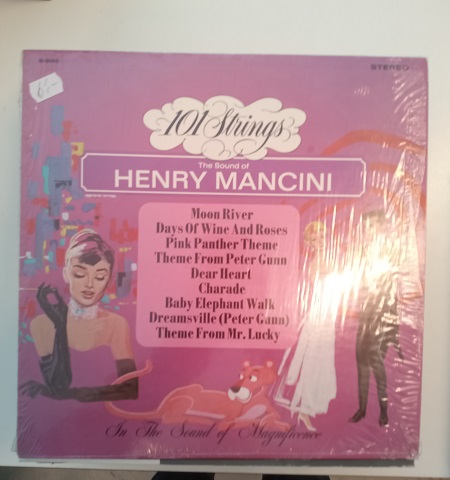 STEREO
101 Strings
The Sound of
HENRY MANCINI
Moon River
Days Of Wine And Roses
Pink Panther Theme
Theme From Peter Gunn
Dear Heart
Charade
Baby Elephant Walk
Dreamsville (Peter Gunn)
Theme From Mr. Lucky
In The Sound of Magnificence